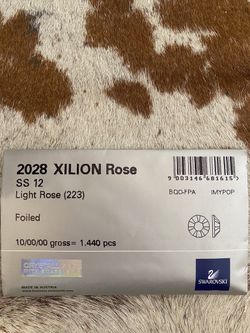 2028 XILION Rose
SS 12
Light Rose (223)
9 003146 681615
BQD-FPA IMYPOP
Foiled
10/00/00 gross= 1.440 pcs
MADE IN AUSTRIA
SWAROVSKI